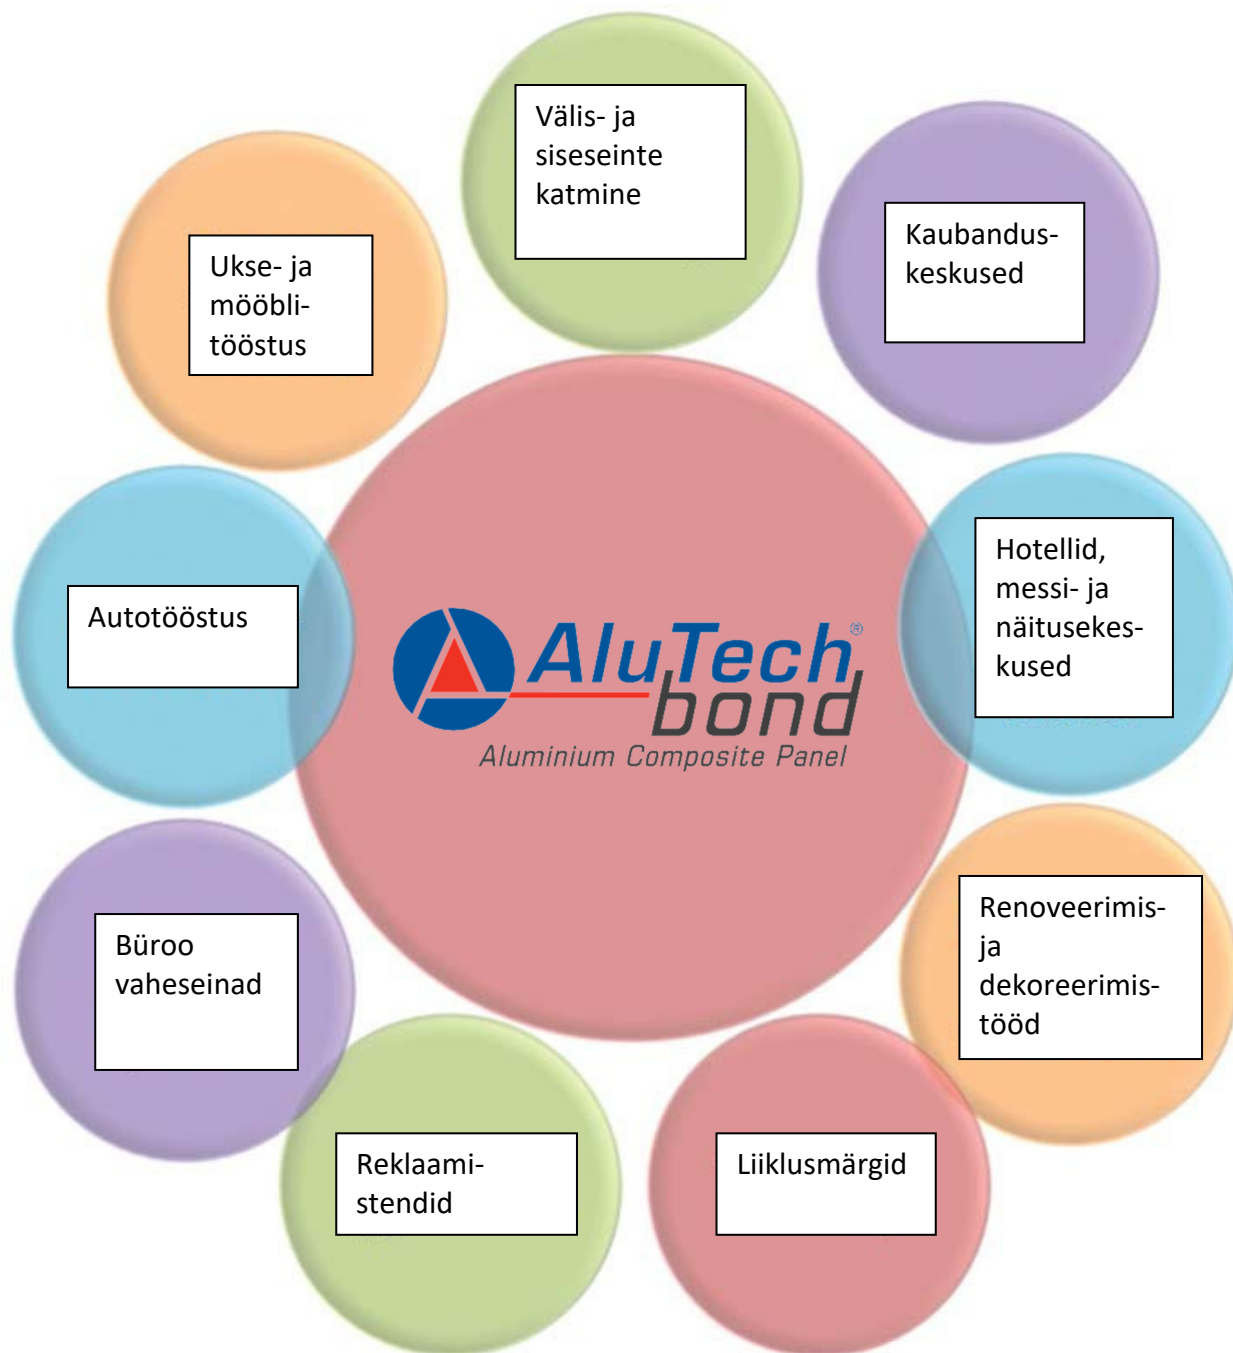 Välis- ja
siseseinte
katmine
Kaubandus-
keskused
Ukse- ja
mööbli-
tööstus
Hotellid,
messi- ja
näitusekes-
kused
Autotööstus
AluTech®
bond
Aluminium Composite Panel
Renoveerimis-
ja
dekoreerimis-
tööd
Büroo
vaheseinad
Reklaami-
stendid
Liiklusmärgid